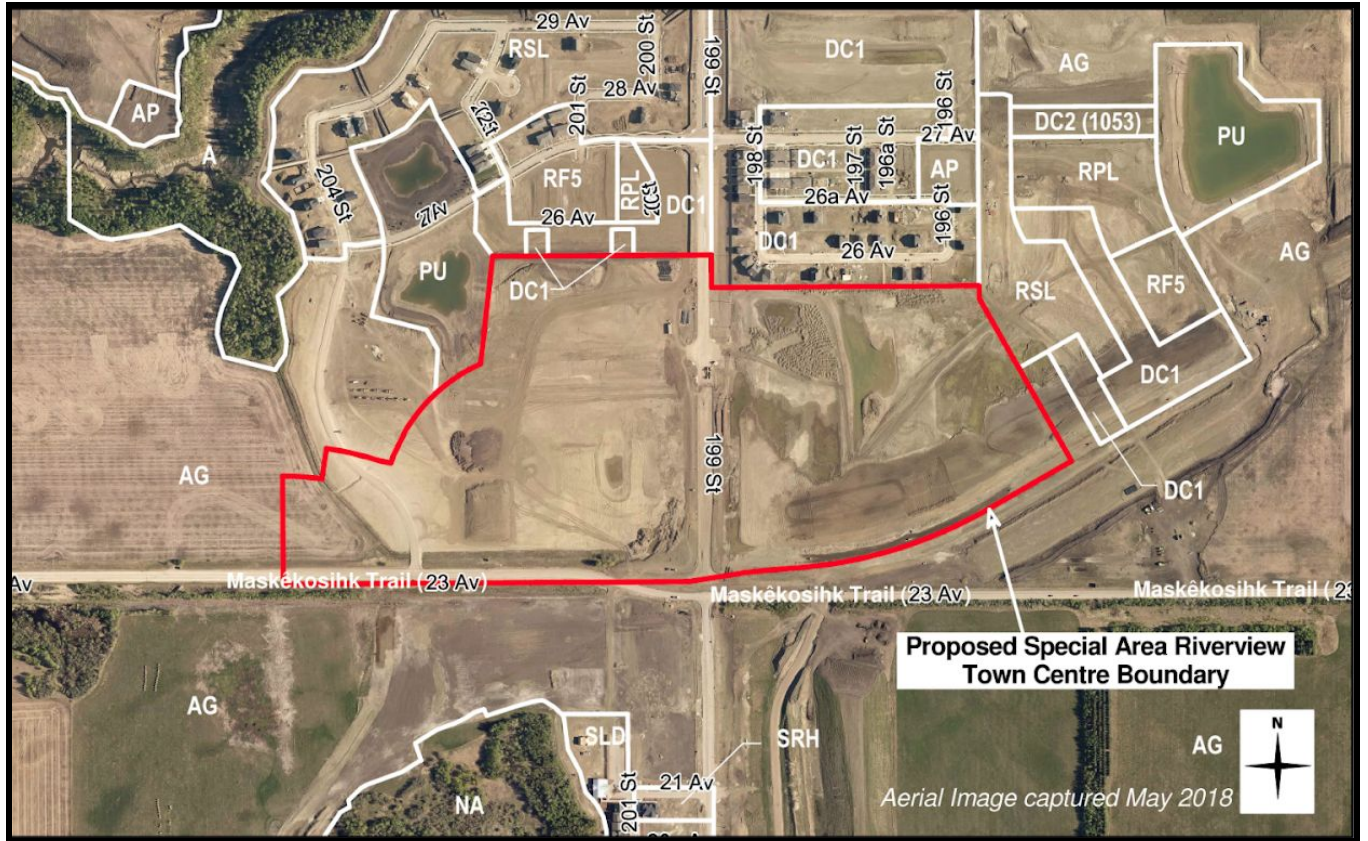 29 Av
RSL
200 St
199 St
DC1
AG
28 Av
AP
A
201 St
196 St
DC2 (1053)
PU
27 Av
198 St
DC1
197 St
196a St
AP
RPL
204 St
RF5
RPL
DC1
26a Av
27 Av
26 Av
196 St
DC1
26 Av
AG
PU
DC1
RSL
RF5
DC1
199 St
AG
DC1
Av
Maskêkosihk Trail (23 Av)
Maskêkosihk Trail (23 Av)
Maskêkosihk Trail (23
Proposed Special Area Riverview
Town Centre Boundary
AG
SLD
SRH
AG
N
21 Av
201 St
NA
Aerial Image captured May 2018